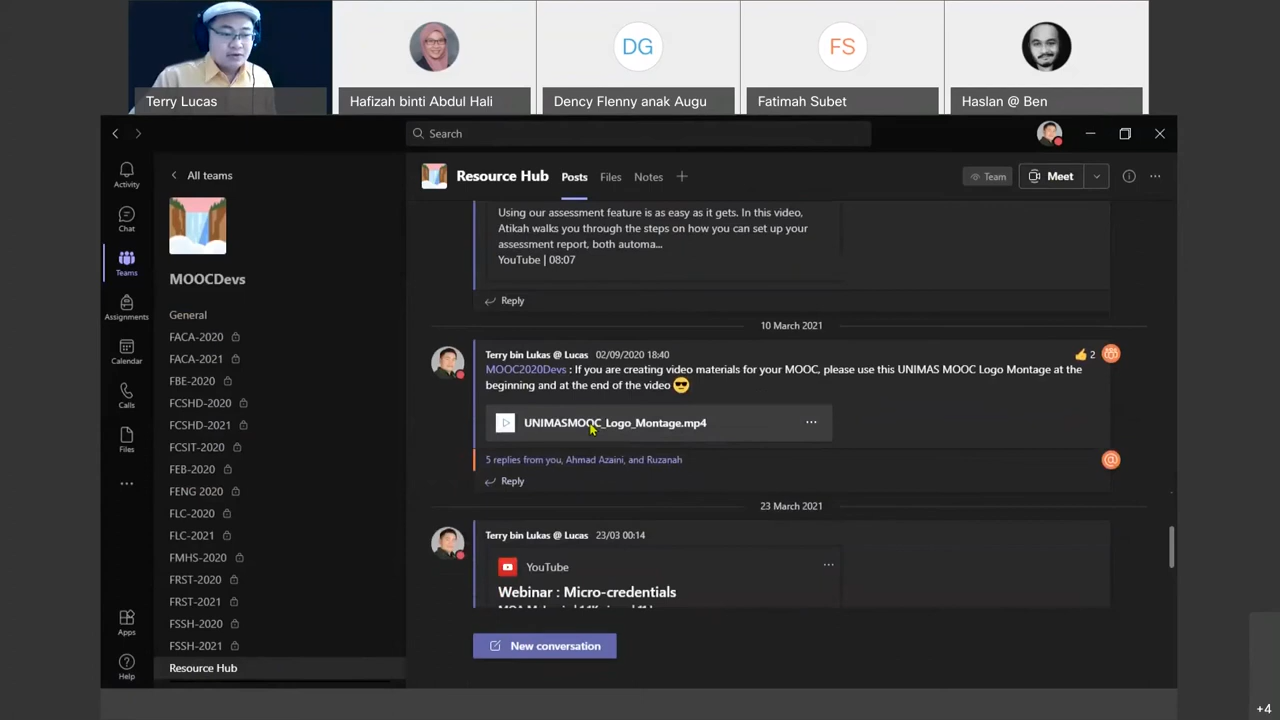 Terry Lucas
Hafizah binti Abdul Hali
DG
Dency Flenny anak Augu
FS
Fatimah Subet
Haslan @ Ben
Search
Activity
Chat
Teams
Assignments
Calendar
Calls
Files
Apps
Help
All teams
MOOCDevs
General
FACA-2020
FACA-2021
FBE-2020
FCSHD-2020
FCSHD-2021
FCSIT-2020
FEB-2020
FENG 2020
FLC-2020
FLC-2021
FMHS-2020
FRST-2020
FRST-2021
FSSH-2020
FSSH-2021
Resource Hub
Resource Hub Posts Files Notes
Team Meet
Using our assessment feature is as easy as it gets. In this video,
Atikah walks you through the steps on how you can set up your
assessment report, both automa...
YouTube | 08:07
Reply
10 March 2021
Terry bin Lukas @ Lucas 02/09/2020 18:40
2
MOOC2020Devs : If you are creating video materials for your MOOC, please use this UNIMAS MOOC Logo Montage at the
beginning and at the end of the video
UNIMASMOOC_Logo_Montage.mp4
5 replies from you, Ahmad Azaini, and Ruzanah
Reply
23 March 2021
Terry bin Lukas @ Lucas 23/03 00:14
YouTube
Webinar : Micro-credentials
New conversation
+4